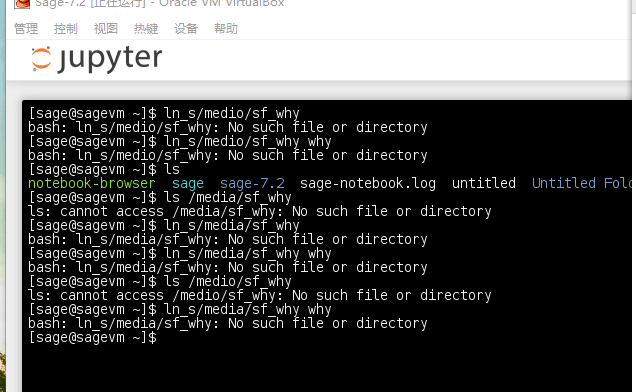 Sage-7.2 [正在运行] - Oracle VM VirtualBox
管理 控制 视图 热键 设备 帮助
jupyter
[sage@sagevm ~]$ ln_s/medio/sf_why
bash: ln_s/medio/sf_why: No such file or directory
[sage@sagevm ~]$ ln_s/medio/sf_why why
bash: ln_s/medio/sf_why: No such file or directory
[sage@sagevm ~]$ ls
notebook-browser sage sage-7.2 sage-notebook.log untitled Untitled Fol
[sage@sagevm ~]$ ls /media/sf_why
ls: cannot access /media/sf_why: No such file or directory
[sage@sagevm ~]$ ln_s/media/sf_why
bash: ln_s/media/sf_why: No such file or directory
[sage@sagevm ~]$ ln_s/media/sf_why why
bash: ln_s/media/sf_why: No such file or directory
[sage@sagevm ~]$ ls /medio/sf_why
ls: cannot access /medio/sf_why: No such file or directory
[sage@sagevm ~]$ ln_s/media/sf_why why
bash: ln_s/media/sf_why: No such file or directory
[sage@sagevm ~]$